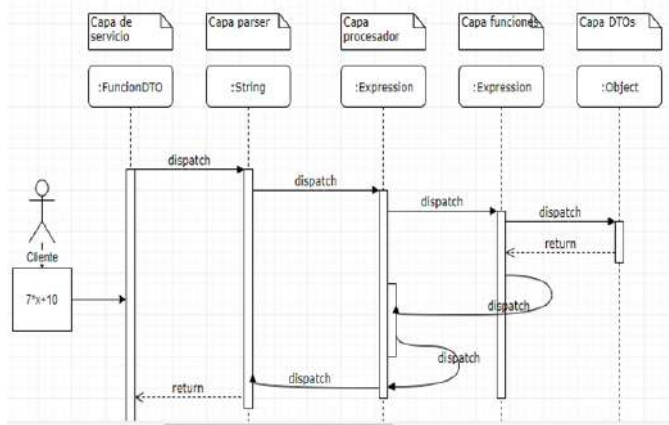 Capa de
servicio
Capa parser
Capa
procesador
Capa funciones
Capa DTOs
:FuncionDTO
:String
:Expression
:Expression
:Object
dispatch
dispatch
dispatch
dispatch
return
Cliente
7*x+10
dispatch
dispatch
dispatch
return